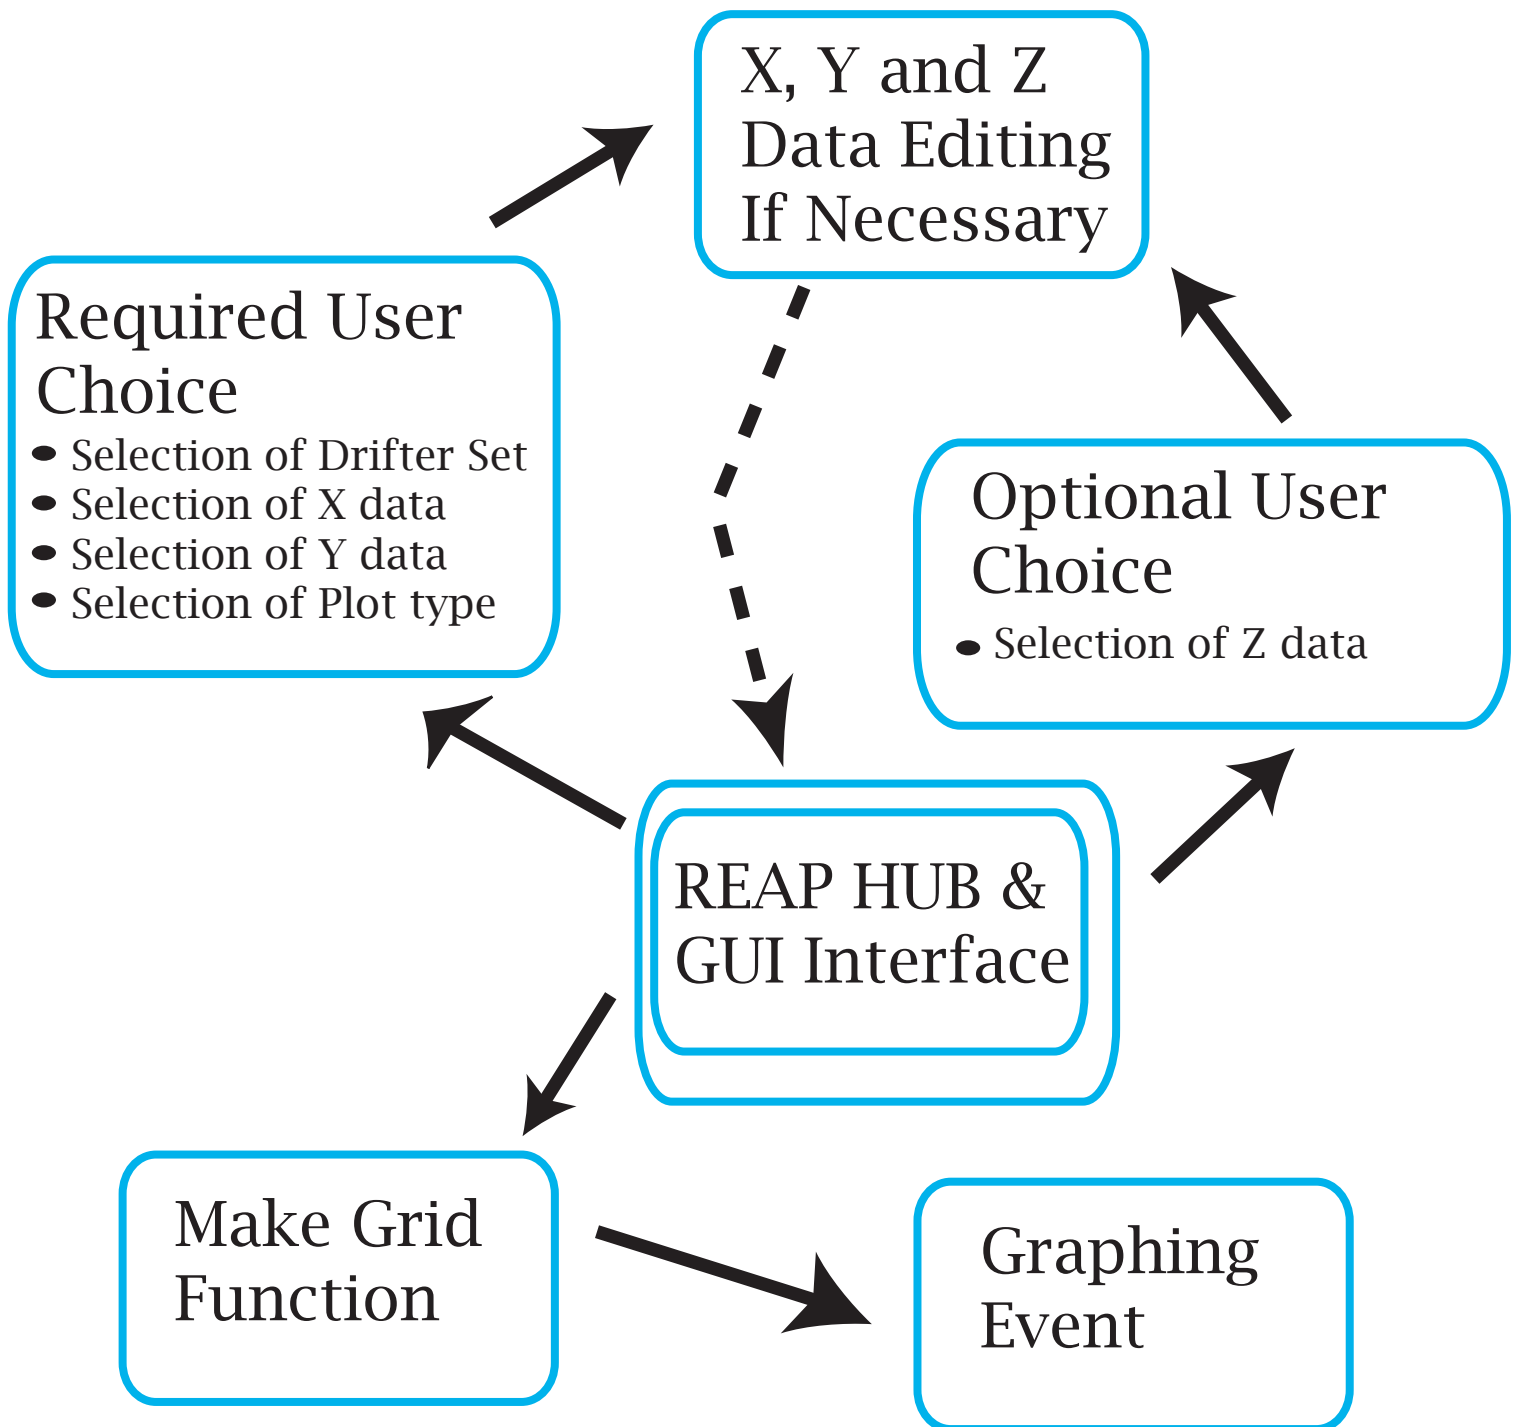 X, Y and Z
Data Editing
If Necessary
Required User
Choice
• Selection of Drifter Set
• Selection of X data
• Selection of Y data
• Selection of Plot type
Optional User
Choice
• Selection of Z data
REAP HUB &
GUI Interface
Make Grid
Function
Graphing
Event